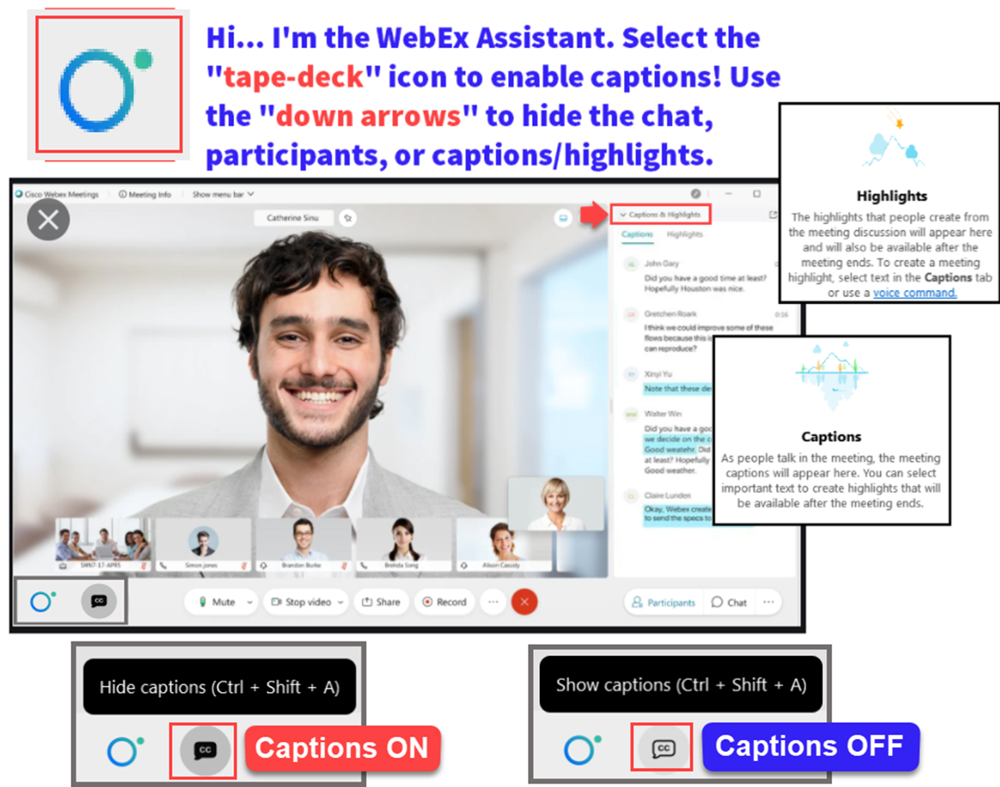 Hi... I'm the WebEx Assistant. Select the
"tape-deck" icon to enable captions! Use
the "down arrows" to hide the chat,
participants, or captions/highlights.
Cisco Webex Meetings
Meeting Info
Show menu bar
Catherine Sinu
Captions & Highlights
Captions Highlights
John Gary
Did you have a good time at least?
Hopefully Houston was nice.
Gretchen Roark 0:16
I think we could improve some of these
flows because this is
can reproduce?
Xinyi Yu
Note that these de
Walter Win
Did you have a goo
we decide on the c
Good weatehr. Did
at least? Hopefully
Good weather.
Claire Lunden
Okay, Webex create
to send the specs to
Highlights
The highlights that people create from
the meeting discussion will appear here
and will also be available after the
meeting ends. To create a meeting
highlight, select text in the Captions tab
or use a voice command.
Captions
As people talk in the meeting, the meeting
captions will appear here. You can select
important text to create highlights that will
be available after the meeting ends.
SHN7-17-APR5
Simon jones
Brandon Burke
Brenda Song
Alison Cassidy
CC
Mute
Stop video
Share
Record
Participants
Chat
Hide captions (Ctrl + Shift + A)
CC
Captions ON
Show captions (Ctrl + Shift + A)
CC
Captions OFF